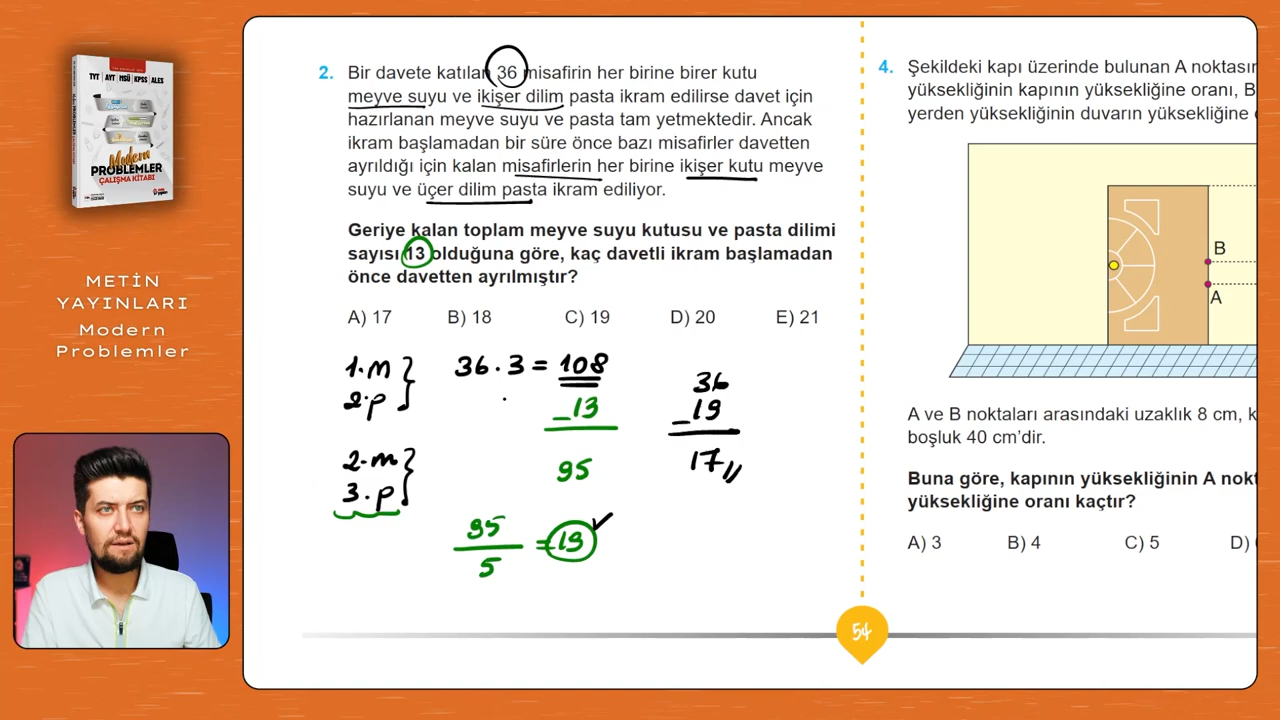 TYT | AYT | MSÜ | KPSS | ALES
Modern
PROBLEMLER
ÇALIŞMA KİTABI
METİN
YAYINLARI
Modern
Problemler
2. Bir davete katılan 36 misafirin her birine birer kutu
meyve suyu ve ikişer dilim pasta ikram edilirse davet için
hazırlanan meyve suyu ve pasta tam yetmektedir. Ancak
ikram başlamadan bir süre önce bazı misafirler davetten
ayrıldığı için kalan misafirlerin her birine ikişer kutu meyve
suyu ve üçer dilim pasta ikram ediliyor.
Geriye kalan toplam meyve suyu kutusu ve pasta dilimi
sayısı 13 olduğuna göre, kaç davetli ikram başlamadan
önce davetten ayrılmıştır?
A) 17 B) 18 C) 19 D) 20 E) 21
1.m
2.p
36 . 3 = 108
- 13
95
2.m
3.p
95
5
= 19
36
- 19
17
4. Şekildeki kapı üzerinde bulunan A noktasın
yüksekliğinin kapının yüksekliğine oranı, B
yerden yüksekliğinin duvarın yüksekliğine
B
A
A ve B noktaları arasındaki uzaklık 8 cm, k
boşluk 40 cm'dir.
Buna göre, kapının yüksekliğinin A nokt
yüksekliğine oranı kaçtır?
A) 3 B) 4 C) 5 D)
54